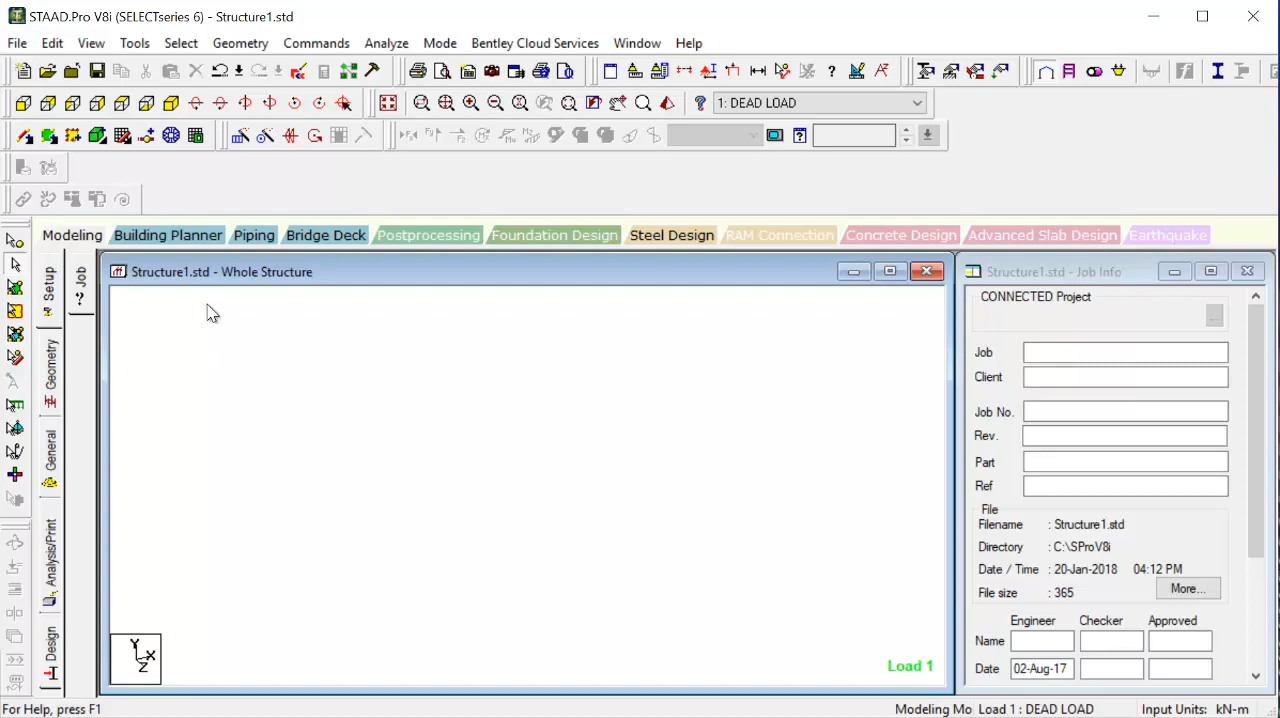 STAAD.Pro V8i (SELECTseries 6) - Structure1.std
File Edit View Tools Select Geometry Commands Analyze Mode Bentley Cloud Services Window Help
1: DEAD LOAD
Modeling Building Planner Piping Bridge Deck Postprocessing Foundation Design Steel Design RAM Connection Concrete Design Advanced Slab Design Earthquake
Setup
Geometry
General
Analysis/Print
Design
Job
Structure1.std - Whole Structure
Y
X
Z
Load 1
Structure1.std - Job Info
CONNECTED Project
...
Job
Client
Job No.
Rev.
Part
Ref
File
Filename : Structure1.std
Directory : C:\SProV8i
Date / Time : 20-Jan-2018 04:12 PM
File size : 365
More...
Engineer Checker Approved
Name
Date 02-Aug-17
For Help, press F1
Modeling Mo Load 1 : DEAD LOAD Input Units: kN-m